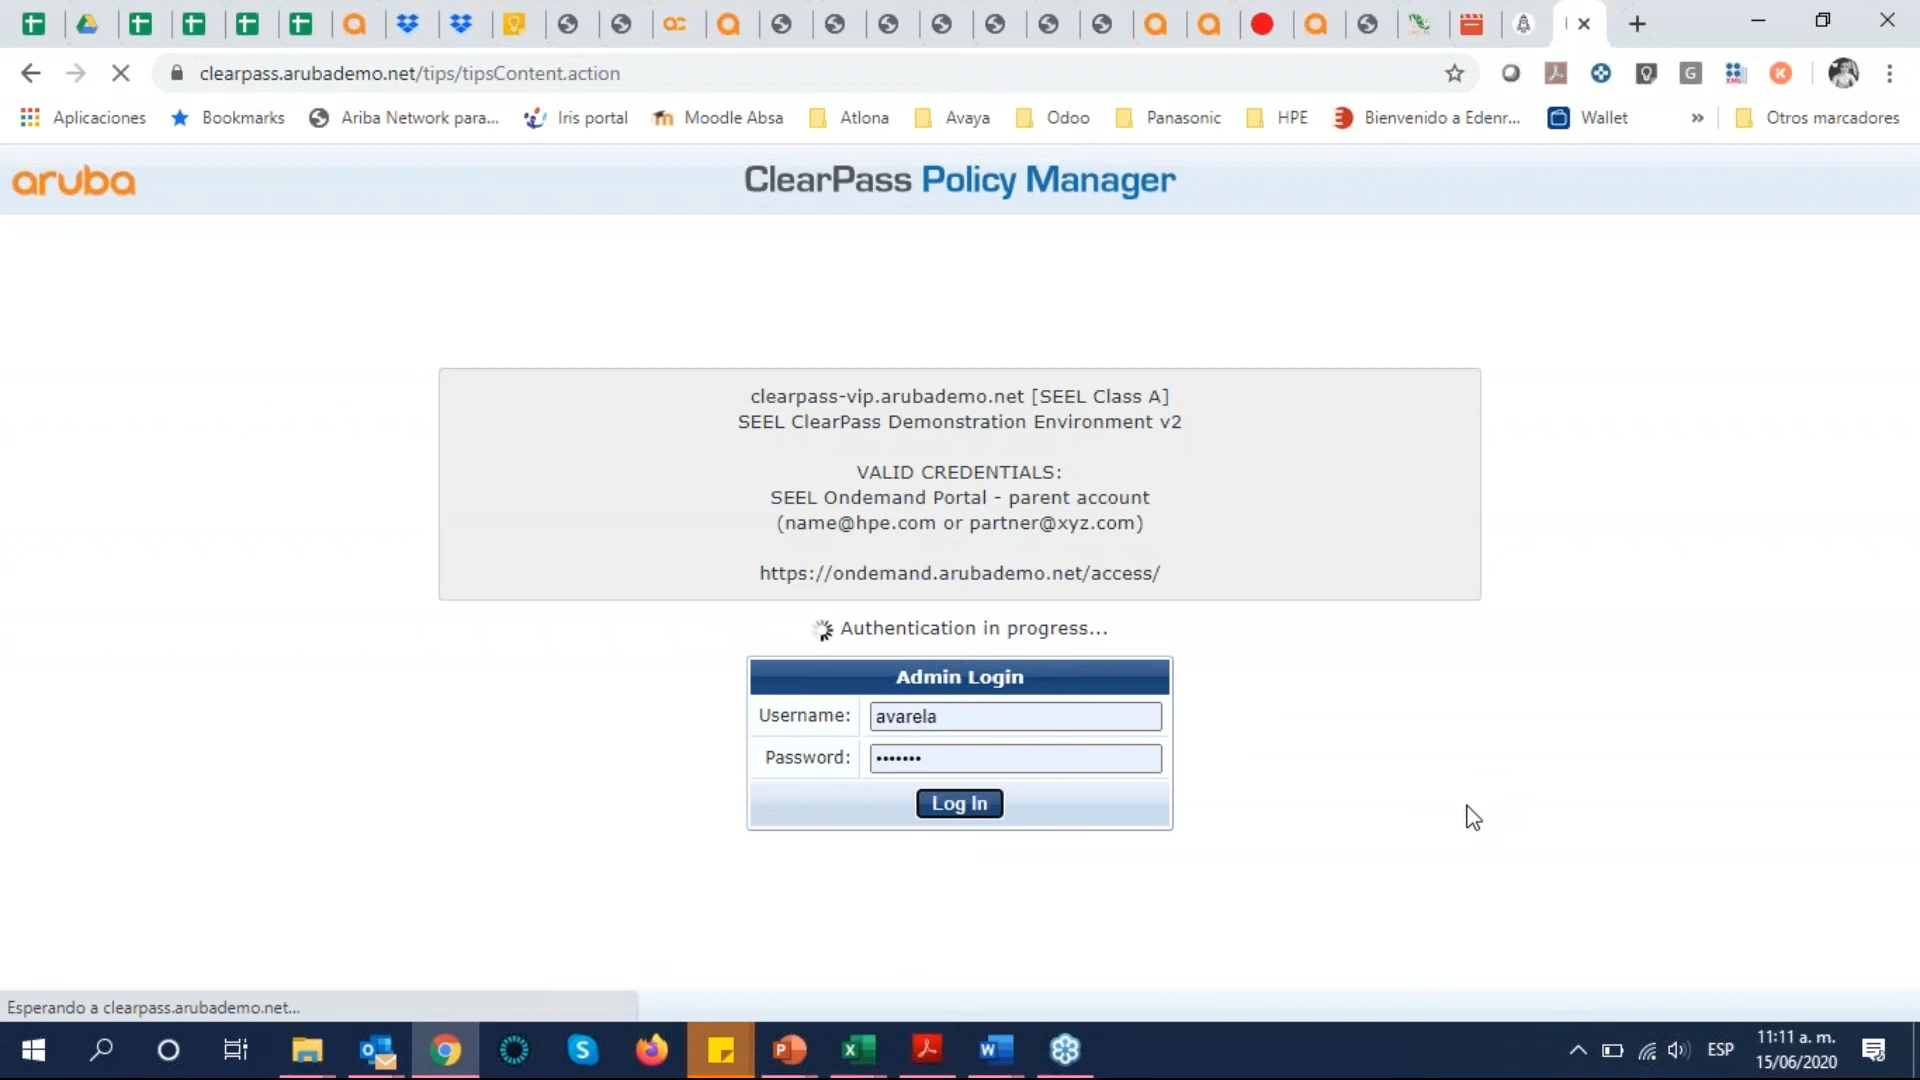 clearpass.arubademo.net/tips/tipsContent.action
Aplicaciones
Bookmarks
Ariba Network para...
Iris portal
Moodle Absa
Atlona
Avaya
Odoo
Panasonic
HPE
Bienvenido a Edenr...
Wallet
»
Otros marcadores
aruba
ClearPass Policy Manager
clearpass-vip.arubademo.net [SEEL Class A]
SEEL ClearPass Demonstration Environment v2
VALID CREDENTIALS:
SEEL Ondemand Portal - parent account
(name@hpe.com or partner@xyz.com)
https://ondemand.arubademo.net/access/
Authentication in progress...
Admin Login
Username: avarela
Password: •••••••
Log In
Esperando a clearpass.arubademo.net...
ESP
11:11 a. m.
15/06/2020